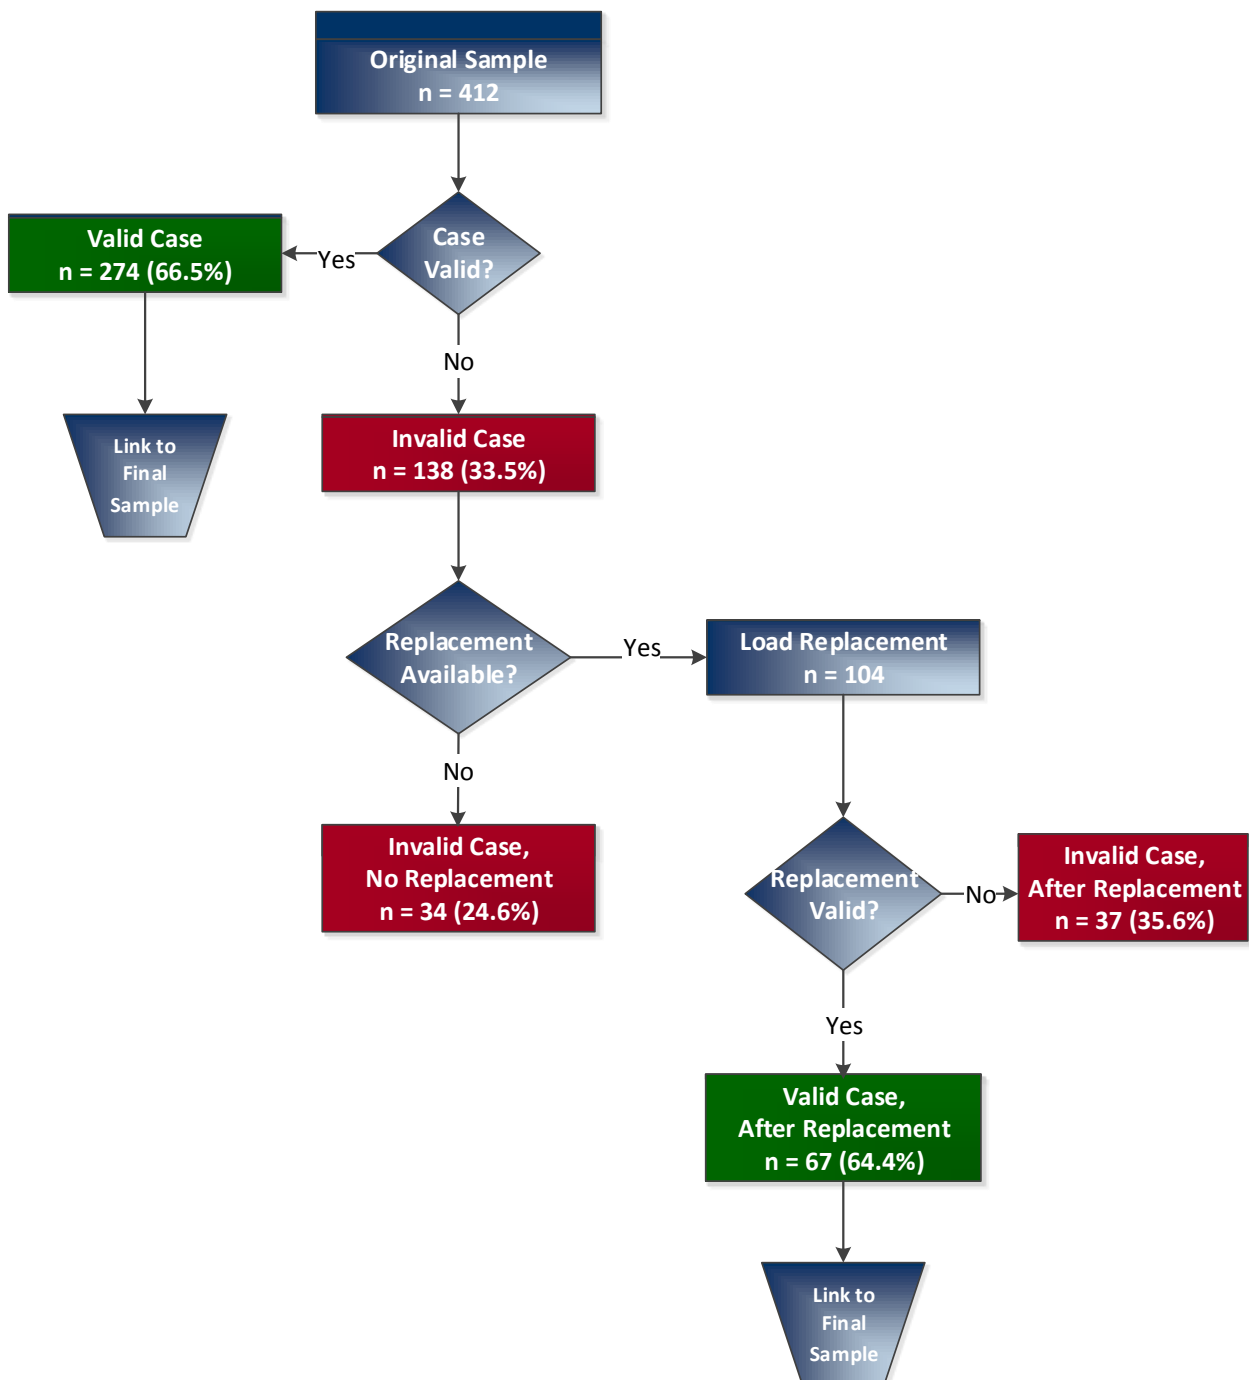 Original Sample
n = 412
Case
Valid?
Yes
Valid Case
n = 274 (66.5%)
Link to
Final
Sample
No
Invalid Case
n = 138 (33.5%)
Replacement
Available?
Yes
Load Replacement
n = 104
No
Invalid Case,
No Replacement
n = 34 (24.6%)
Replacement
Valid?
No
Invalid Case,
After Replacement
n = 37 (35.6%)
Yes
Valid Case,
After Replacement
n = 67 (64.4%)
Link to
Final
Sample